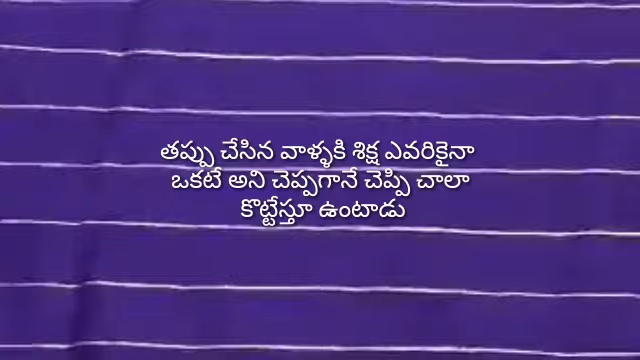 తప్పు చేసిన వాళ్ళకి శిక్ష ఎవరికైనా
ఒకటే అని చెప్పగానే చెప్పి చాలా
కొట్టేస్తూ ఉంటాడు